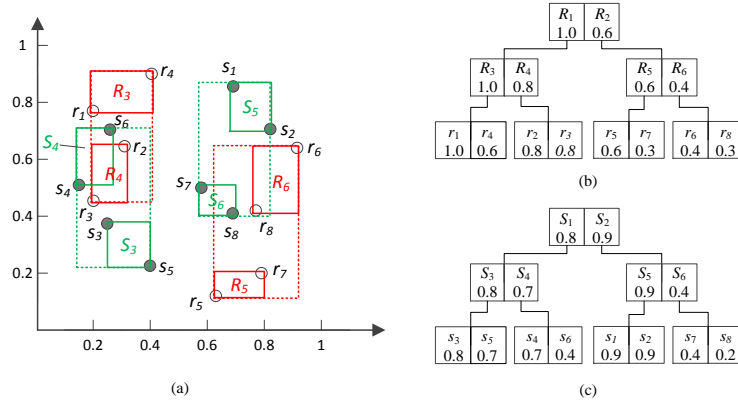 1
0.8
0.6
0.4
0.2
0.2 0.4 0.6 0.8 1
r1
R3
r4
S4
s6
r2
R4
s4
r3
s3
S3
s5
s1
S5
s2
r6
s7
S6
R6
s8
r8
r7
R5
r5
(a)
R1 R2
1.0 0.6
R3 R4
1.0 0.8
R5 R6
0.6 0.4
r1 r4
1.0 0.6
r2 r3
0.8 0.8
r5 r7
0.6 0.3
r6 r8
0.4 0.3
(b)
S1 S2
0.8 0.9
S3 S4
0.8 0.7
S5 S6
0.9 0.4
s3 s5
0.8 0.7
s4 s6
0.7 0.4
s1 s2
0.9 0.9
s7 s8
0.4 0.2
(c)